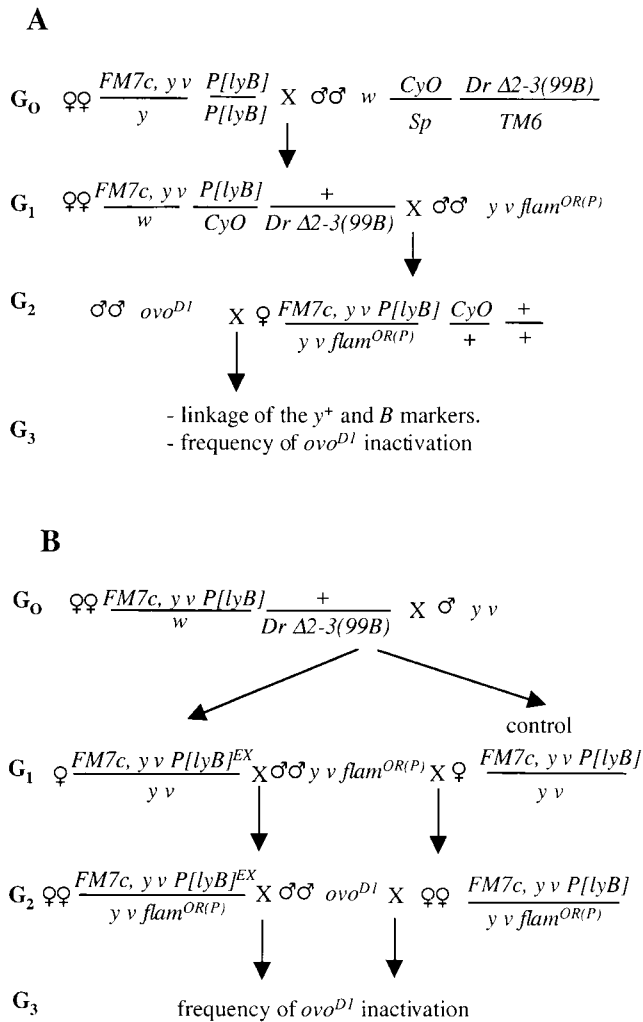 A
G₀ ♀♀ FM7c, y v / y P[lyB] / P[lyB] X ♂♂ w CyO / Sp Dr Δ2-3(99B) / TM6
G₁ ♀♀ FM7c, y v / w P[lyB] / CyO + / Dr Δ2-3(99B) X ♂♂ y v flam^OR(P)
G₂ ♂♂ ovo^D1 X ♀ FM7c, y v P[lyB] / y v flam^OR(P) CyO / + + / +
G₃ - linkage of the y⁺ and B markers.
- frequency of ovo^D1 inactivation
B
G₀ ♀♀ FM7c, y v P[lyB] / w + / Dr Δ2-3(99B) X ♂ y v
control
G₁ ♀ FM7c, y v P[lyB]^EX / y v X ♂♂ y v flam^OR(P) X ♀ FM7c, y v P[lyB] / y v
G₂ ♀♀ FM7c, y v P[lyB]^EX / y v flam^OR(P) X ♂♂ ovo^D1 X ♀♀ FM7c, y v P[lyB] / y v flam^OR(P)
G₃ frequency of ovo^D1 inactivation